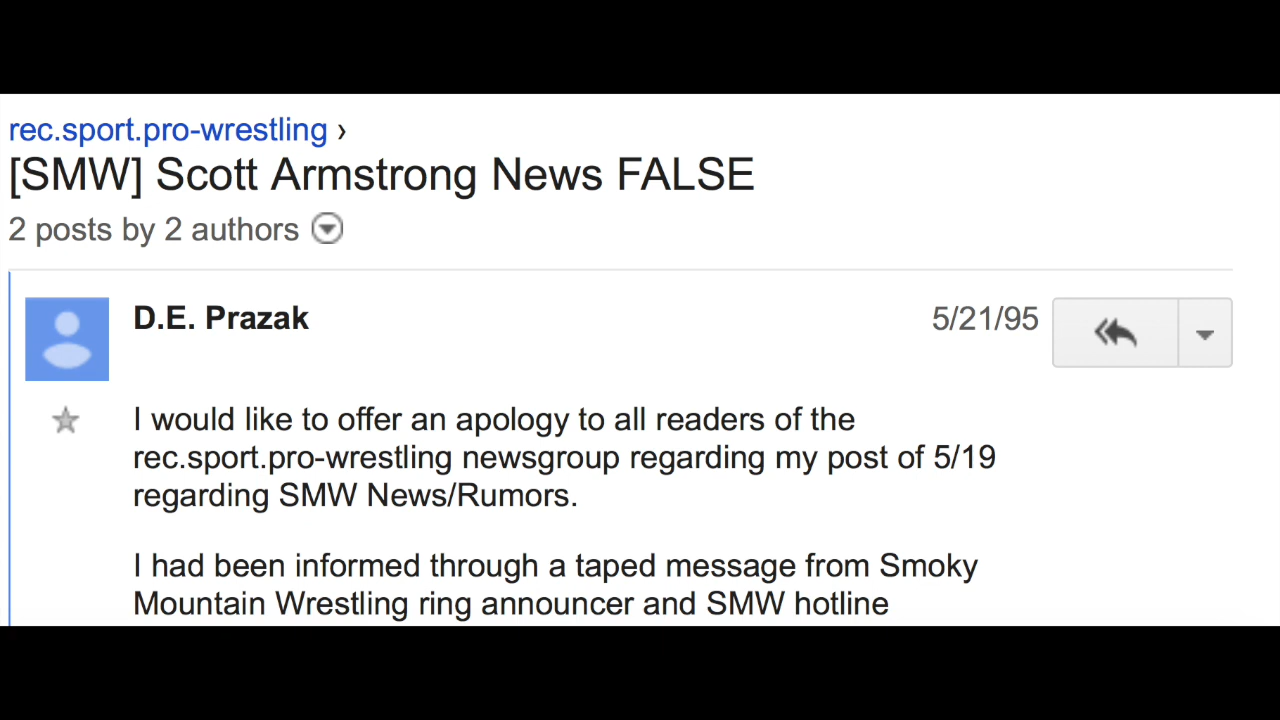 rec.sport.pro-wrestling ›
[SMW] Scott Armstrong News FALSE
2 posts by 2 authors
D.E. Prazak 5/21/95
I would like to offer an apology to all readers of the
rec.sport.pro-wrestling newsgroup regarding my post of 5/19
regarding SMW News/Rumors.
I had been informed through a taped message from Smoky
Mountain Wrestling ring announcer and SMW hotline